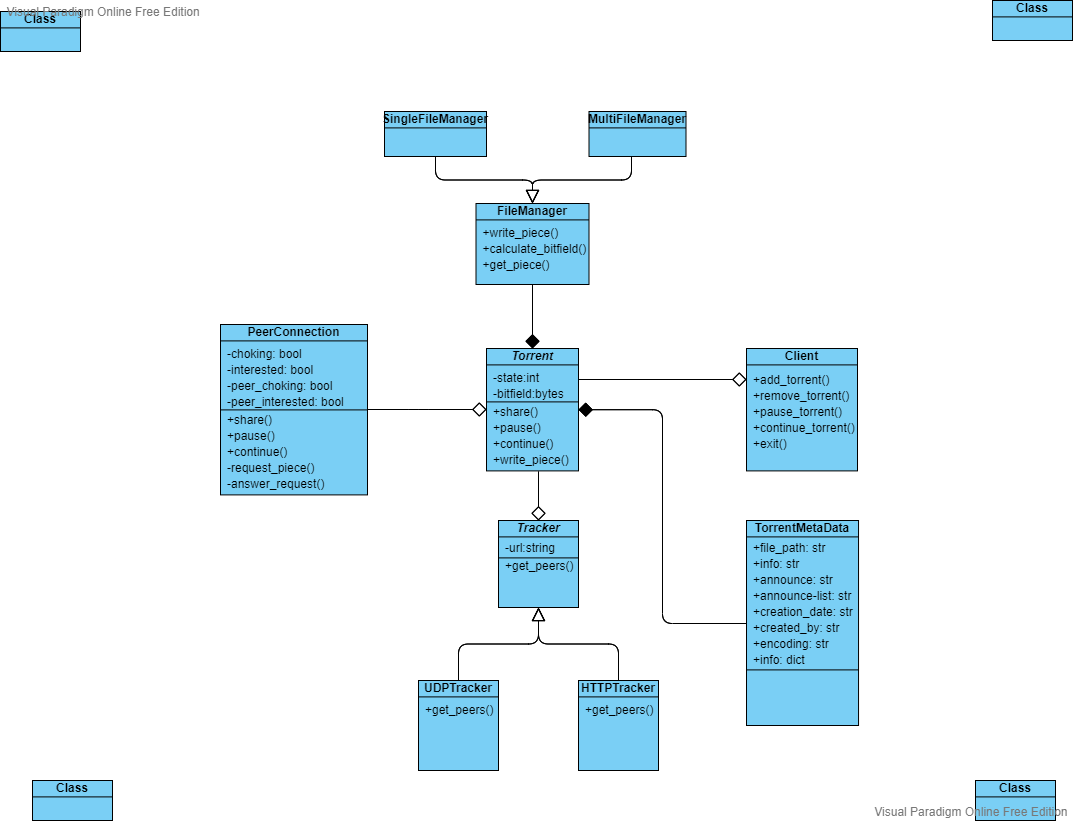 Visual Paradigm Online Free Edition
Class
Class
SingleFileManager
MultiFileManager
FileManager
+write_piece()
+calculate_bitfield()
+get_piece()
PeerConnection
-choking: bool
-interested: bool
-peer_choking: bool
-peer_interested: bool
+share()
+pause()
+continue()
-request_piece()
-answer_request()
Torrent
-state:int
-bitfield:bytes
+share()
+pause()
+continue()
+write_piece()
Client
+add_torrent()
+remove_torrent()
+pause_torrent()
+continue_torrent()
+exit()
Tracker
-url:string
+get_peers()
TorrentMetaData
+file_path: str
+info: str
+announce: str
+announce-list: str
+creation_date: str
+created_by: str
+encoding: str
+info: dict
UDPTracker
+get_peers()
HTTPTracker
+get_peers()
Class
Class
Visual Paradigm Online Free Edition